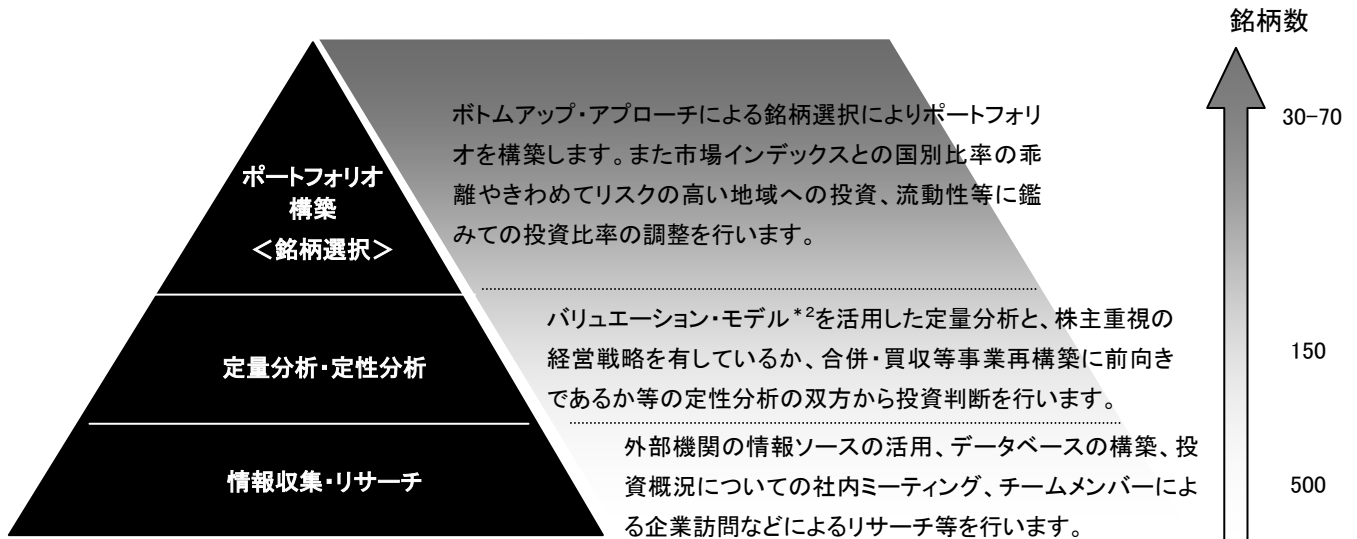 銘柄数
ポートフォリオ
構築
＜銘柄選択＞
ボトムアップ・アプローチによる銘柄選択によりポートフォリ
オを構築します。また市場インデックスとの国別比率の乖
離やきわめてリスクの高い地域への投資、流動性等に鑑
みての投資比率の調整を行います。
30-70
定量分析・定性分析
バリュエーション・モデル*2を活用した定量分析と、株主重視の
経営戦略を有しているか、合併・買収等事業再構築に前向き
であるか等の定性分析の双方から投資判断を行います。
150
情報収集・リサーチ
外部機関の情報ソースの活用、データベースの構築、投
資概況についての社内ミーティング、チームメンバーによ
る企業訪問などによるリサーチ等を行います。
500